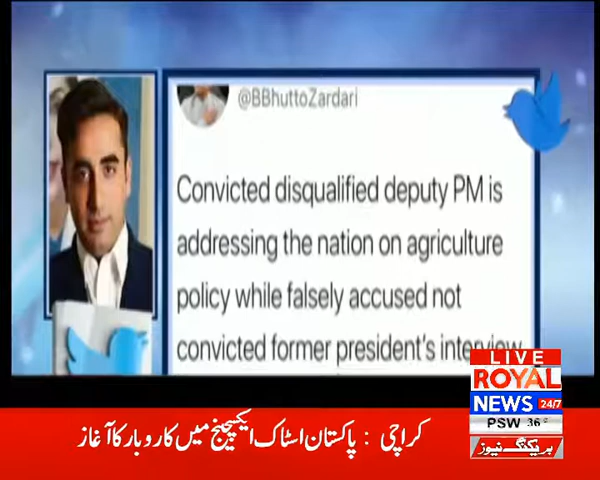 @BBhuttoZardari
Convicted disqualified deputy PM is
addressing the nation on agriculture
policy while falsely accused not
convicted former president's interview
LIVE
ROYAL
NEWS 24/7
PSW 36
بریکنگ نیوز
کراچی : پاکستان اسٹاک ایکسچینج میں کاروبار کا آغاز